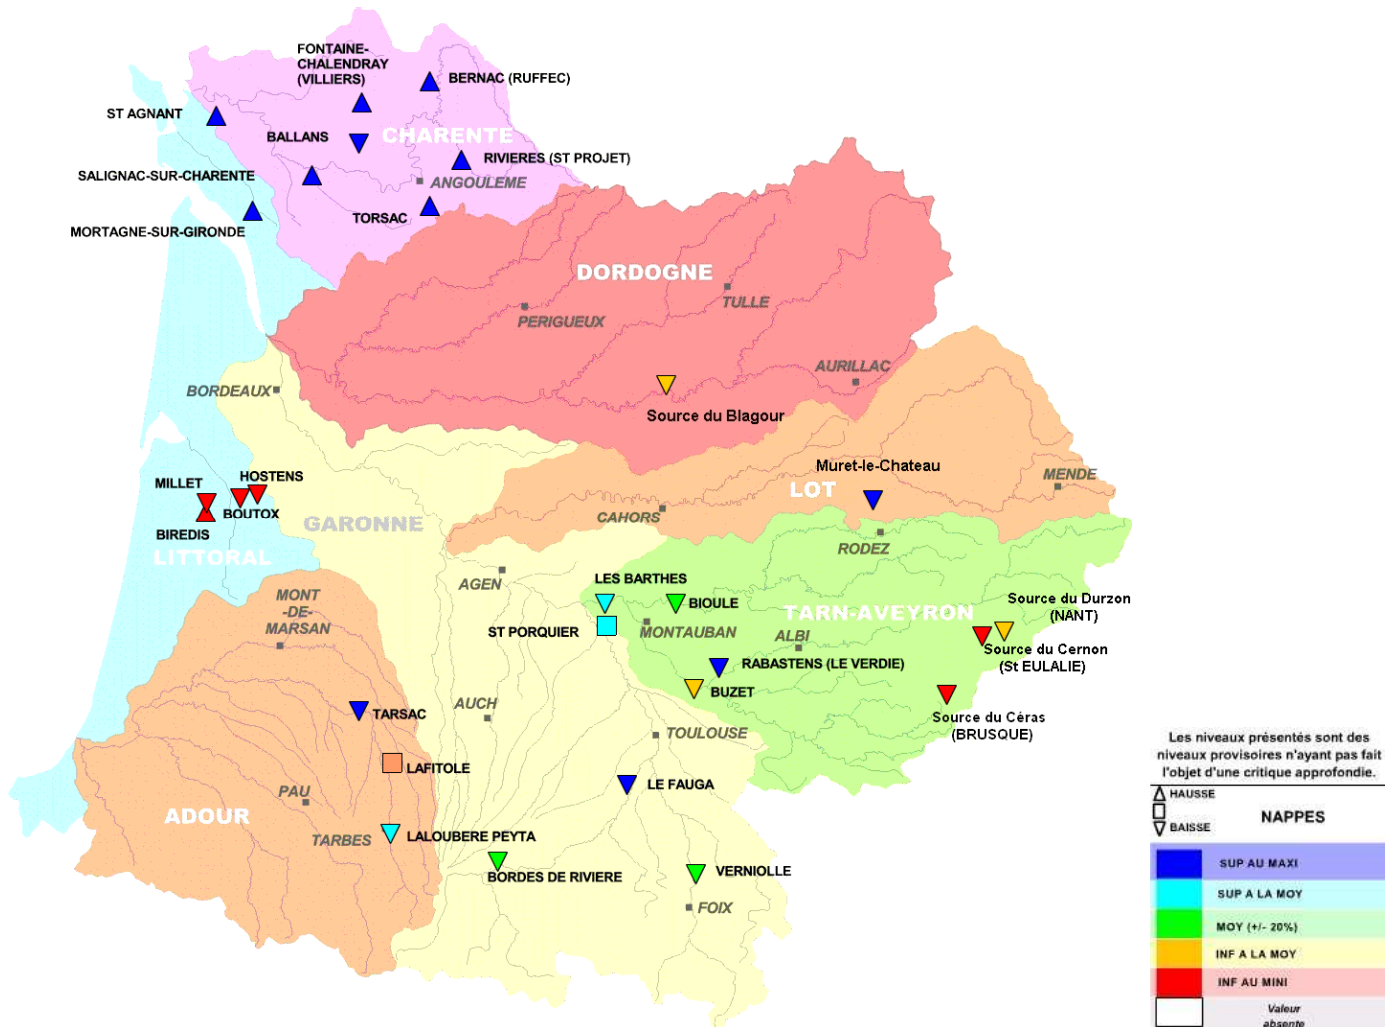 FONTAINE-
CHALENDRAY
(VILLIERS)
BERNAC (RUFFEC)
ST AGNANT
BALLANS
CHARENTE
RIVIERES (ST PROJET)
SALIGNAC-SUR-CHARENTE
ANGOULEME
TORSAC
MORTAGNE-SUR-GIRONDE
DORDOGNE
TULLE
PERIGUEUX
AURILLAC
BORDEAUX
Source du Blagour
Muret-le-Chateau
HOSTENS
MILLET
MENDE
LOT
BOUTOX
CAHORS
GARONNE
BIREDIS
RODEZ
LITTORAL
AGEN
LES BARTHES
MONT
-DE-
MARSAN
BIOULE
Source du Durzon
(NANT)
TARN-AVEYRON
ST PORQUIER
MONTAUBAN
ALBI
Source du Cernon
(St EULALIE)
RABASTENS (LE VERDIE)
BUZET
AUCH
TARSAC
Source du Céras
(BRUSQUE)
TOULOUSE
LAFITOLE
LE FAUGA
PAU
ADOUR
TARBES
LALOUBERE PEYTA
BORDES DE RIVIERE
VERNIOLLE
FOIX
Les niveaux présentés sont des
niveaux provisoires n'ayant pas fait
l'objet d'une critique approfondie.
HAUSSE
NAPPES
BAISSE
SUP AU MAXI
SUP A LA MOY
MOY (+/- 20%)
INF A LA MOY
INF AU MINI
Valeur
absente